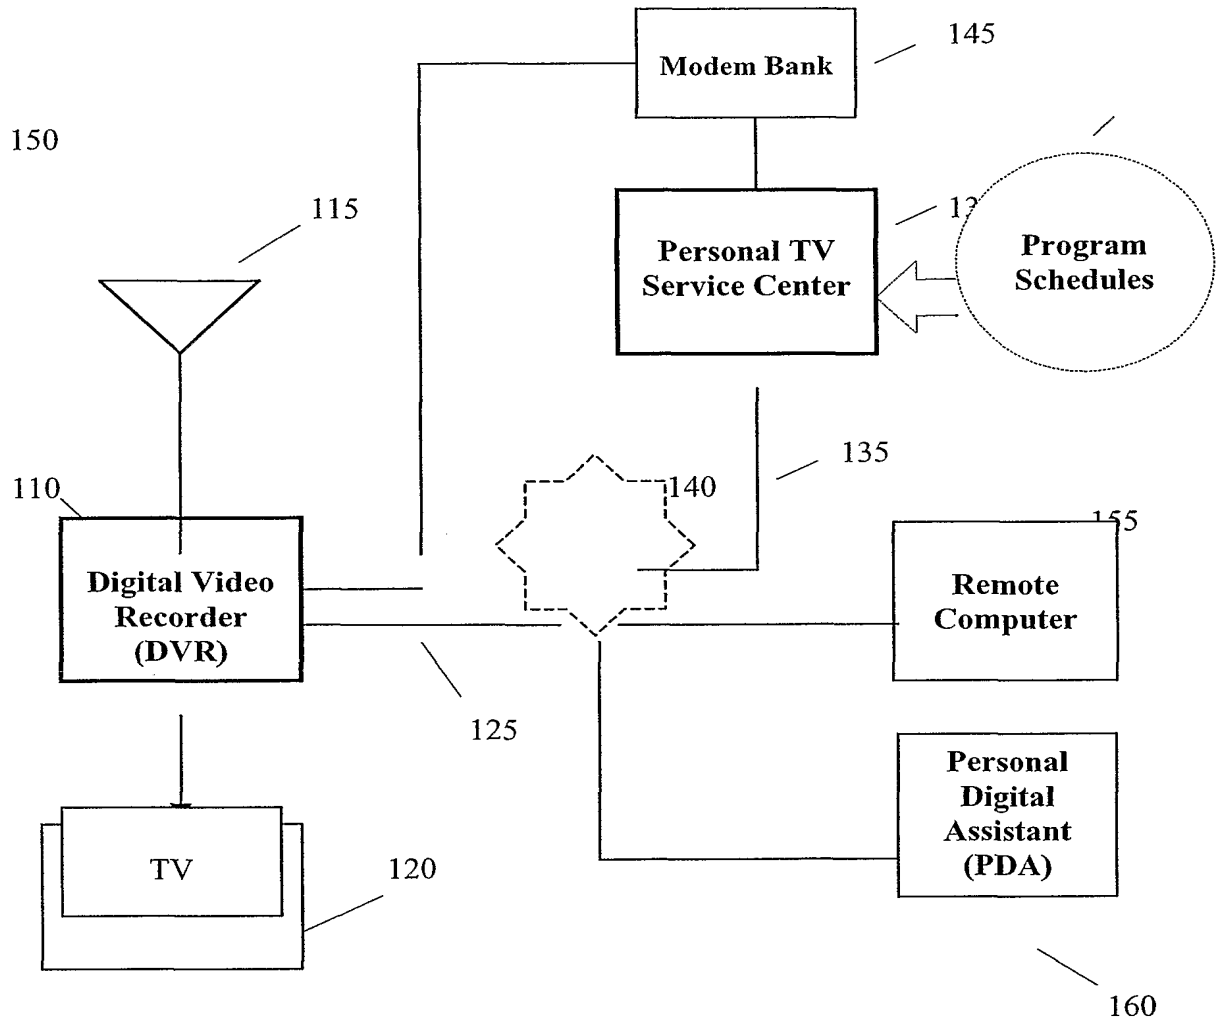 145
Modem Bank
150
115
Personal TV
Service Center
Program
Schedules
135
140
110
155
Digital Video
Recorder
(DVR)
Remote
Computer
125
Personal
Digital
Assistant
(PDA)
TV
120
160